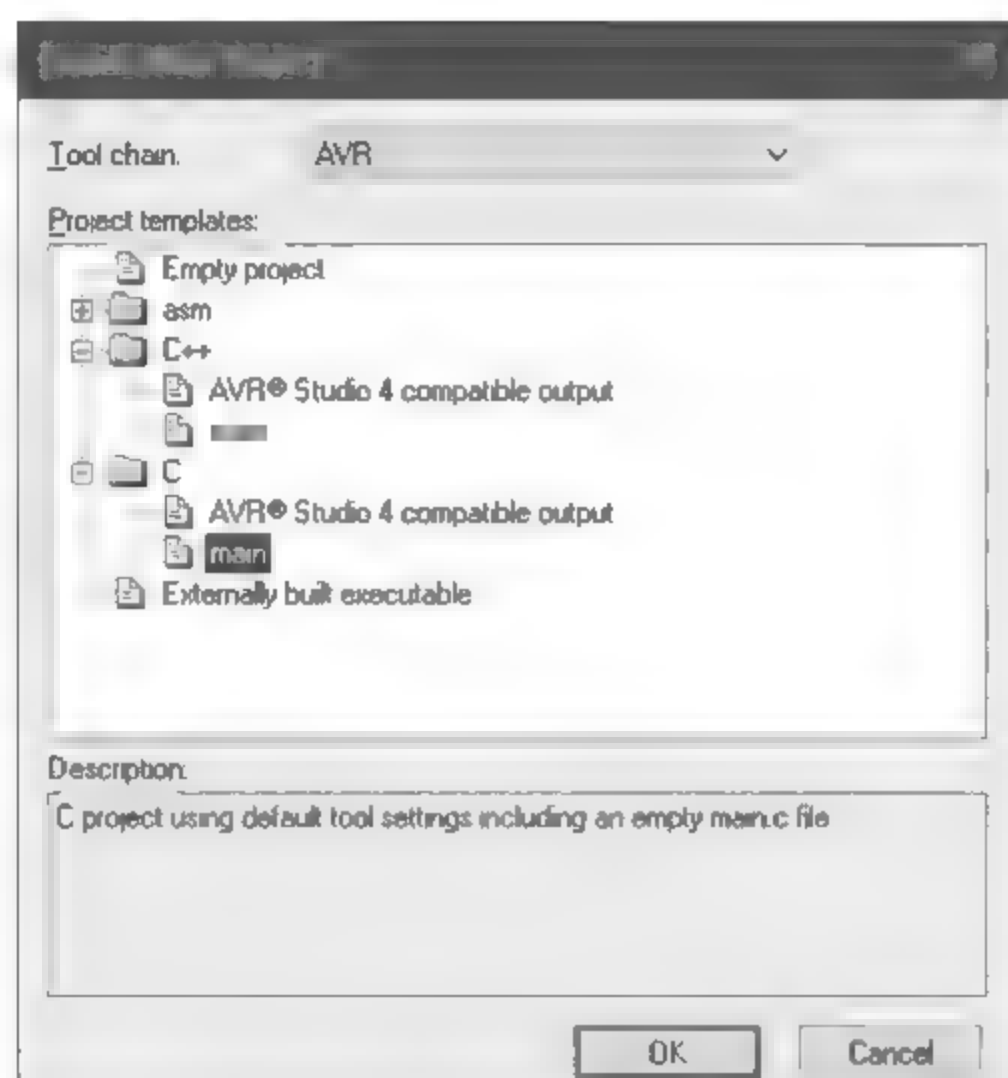 Tool chain:
AVR
Project templates:
Empty project
asm
C++
AVR® Studio 4 compatible output
C
AVR® Studio 4 compatible output
main
Externally built executable
Description:
C project using default tool settings including an empty main.c file
OK
Cancel